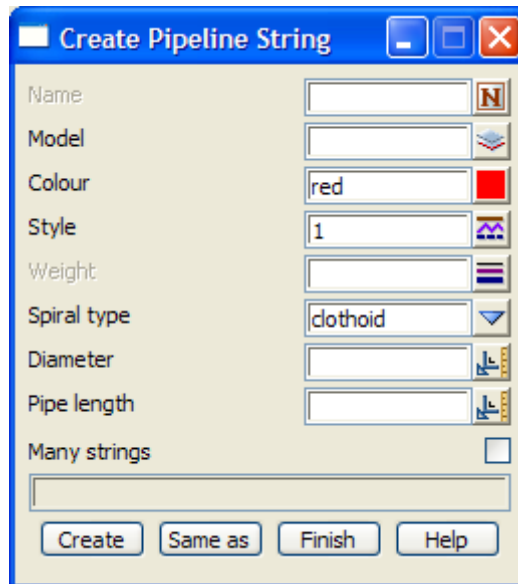 Create Pipeline String
Name
Model
Colour red
Style 1
Weight
Spiral type clothoid
Diameter
Pipe length
Many strings
Create Same as Finish Help